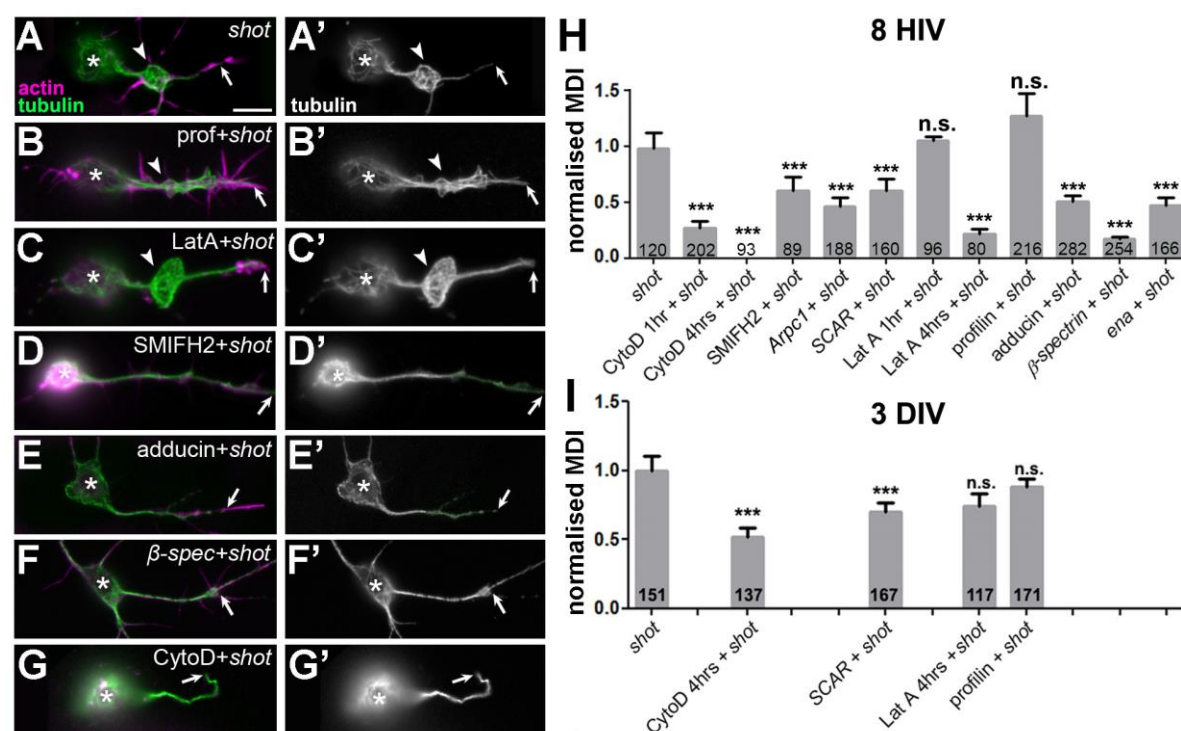 A
shot
actin
tubulin
*
A’
*
tubulin
B
prof+shot
*
B’
*
C
LatA+shot
*
C’
*
D
SMIFH2+shot
*
D’
*
E
adducin+shot
*
E’
*
F
β-spec+shot
*
F’
*
G
CytoD+shot
*
G’
*
H
8 HIV
normalised MDI
1.5
1.0
0.5
0.0
*** *** *** *** *** n.s. *** n.s. *** *** ***
120 202 93 89 188 160 96 80 216 282 254 166
shot
CytoD 1hr + shot
CytoD 4hrs + shot
SMIFH2 + shot
Arpc1 + shot
SCAR + shot
Lat A 1hr + shot
Lat A 4hrs + shot
profilin + shot
adducin + shot
β-spectrin + shot
ena + shot
I
3 DIV
normalised MDI
1.5
1.0
0.5
0.0
*** *** n.s. n.s.
151 137 167 117 171
shot
CytoD 4hrs + shot
SCAR + shot
Lat A 4hrs + shot
profilin + shot